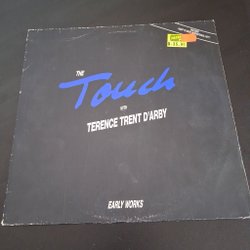 THE
Touch
WITH
TERENCE TRENT D'ARBY
EARLY WORKS